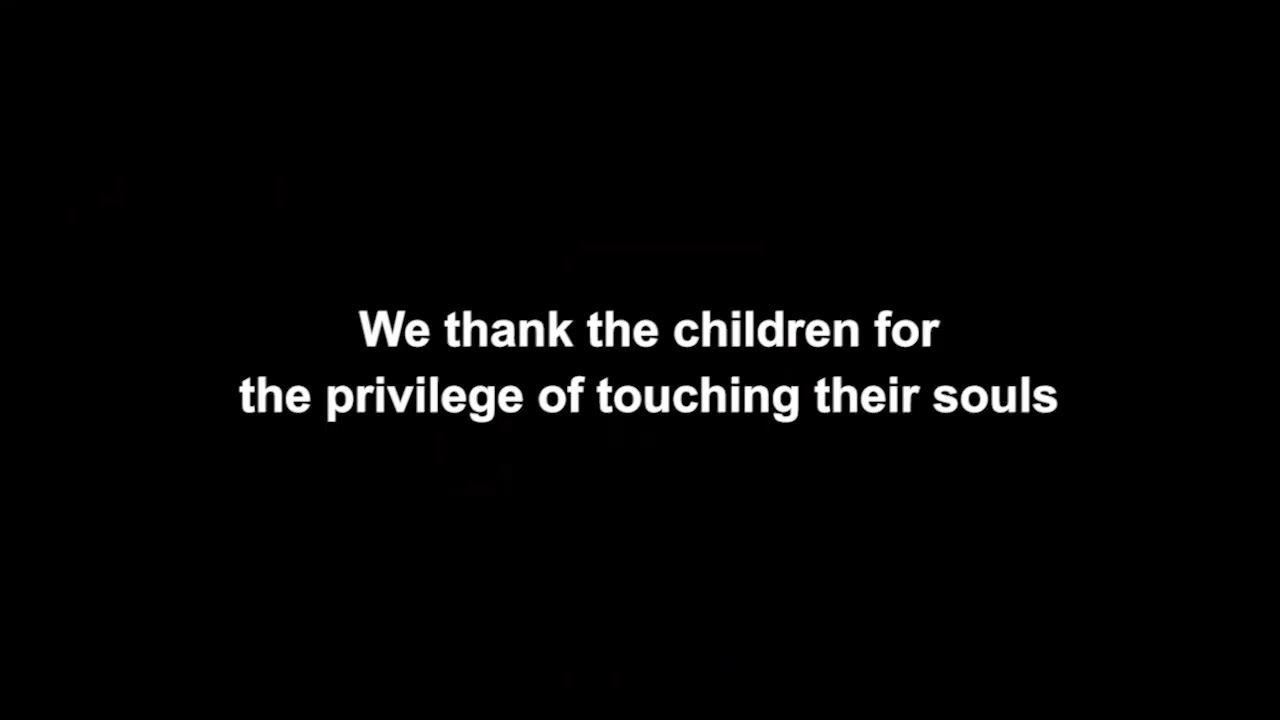 We thank the children for
the privilege of touching their souls